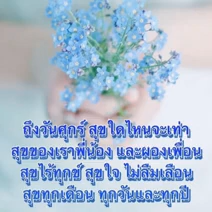 ถึงวันศุกร์ สุขใดไหนจะเท่า
สุขของเราพี่น้อง และผองเพื่อน
สุขไร้ทุกข์ สุขใจ ไม่ลืมเลือน
สุขทุกเดือน ทุกวันและทุกปี